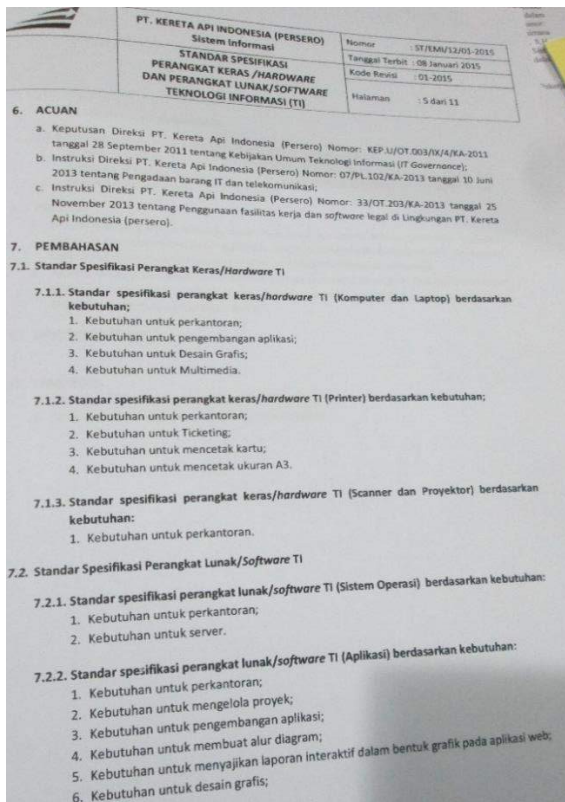 PT. KERETA API INDONESIA (PERSERO)
Sistem Informasi
STANDAR SPESIFIKASI
PERANGKAT KERAS /HARDWARE
DAN PERANGKAT LUNAK/SOFTWARE
TEKNOLOGI INFORMASI (TI)
Nomor : ST/EMI/12/01-2015
Tanggal Terbit : 08 Januari 2015
Kode Revisi : 01-2015
Halaman : 5 dari 11
6. ACUAN
a. Keputusan Direksi PT. Kereta Api Indonesia (Persero) Nomor: KEP.U/OT.003/IX/4/KA-2011
tanggal 28 September 2011 tentang Kebijakan Umum Teknologi Informasi (IT Governance);
b. Instruksi Direksi PT. Kereta Api Indonesia (Persero) Nomor: 07/PL.102/KA-2013 tanggal 10 Juni
2013 tentang Pengadaan barang IT dan telekomunikasi;
c. Instruksi Direksi PT. Kereta Api Indonesia (Persero) Nomor: 33/OT.203/KA-2013 tanggal 25
November 2013 tentang Penggunaan fasilitas kerja dan software legal di Lingkungan PT. Kereta
Api Indonesia (persero).
7. PEMBAHASAN
7.1. Standar Spesifikasi Perangkat Keras/Hardware TI
7.1.1. Standar spesifikasi perangkat keras/hardware TI (Komputer dan Laptop) berdasarkan
kebutuhan;
1. Kebutuhan untuk perkantoran;
2. Kebutuhan untuk pengembangan aplikasi;
3. Kebutuhan untuk Desain Grafis;
4. Kebutuhan untuk Multimedia.
7.1.2. Standar spesifikasi perangkat keras/hardware TI (Printer) berdasarkan kebutuhan;
1. Kebutuhan untuk perkantoran;
2. Kebutuhan untuk Ticketing;
3. Kebutuhan untuk mencetak kartu;
4. Kebutuhan untuk mencetak ukuran A3.
7.1.3. Standar spesifikasi perangkat keras/hardware TI (Scanner dan Proyektor) berdasarkan
kebutuhan:
1. Kebutuhan untuk perkantoran.
7.2. Standar Spesifikasi Perangkat Lunak/Software TI
7.2.1. Standar spesifikasi perangkat lunak/software TI (Sistem Operasi) berdasarkan kebutuhan:
1. Kebutuhan untuk perkantoran;
2. Kebutuhan untuk server.
7.2.2. Standar spesifikasi perangkat lunak/software TI (Aplikasi) berdasarkan kebutuhan:
1. Kebutuhan untuk perkantoran;
2. Kebutuhan untuk mengelola proyek;
3. Kebutuhan untuk pengembangan aplikasi;
4. Kebutuhan untuk membuat alur diagram;
5. Kebutuhan untuk menyajikan laporan interaktif dalam bentuk grafik pada aplikasi web;
6. Kebutuhan untuk desain grafis;